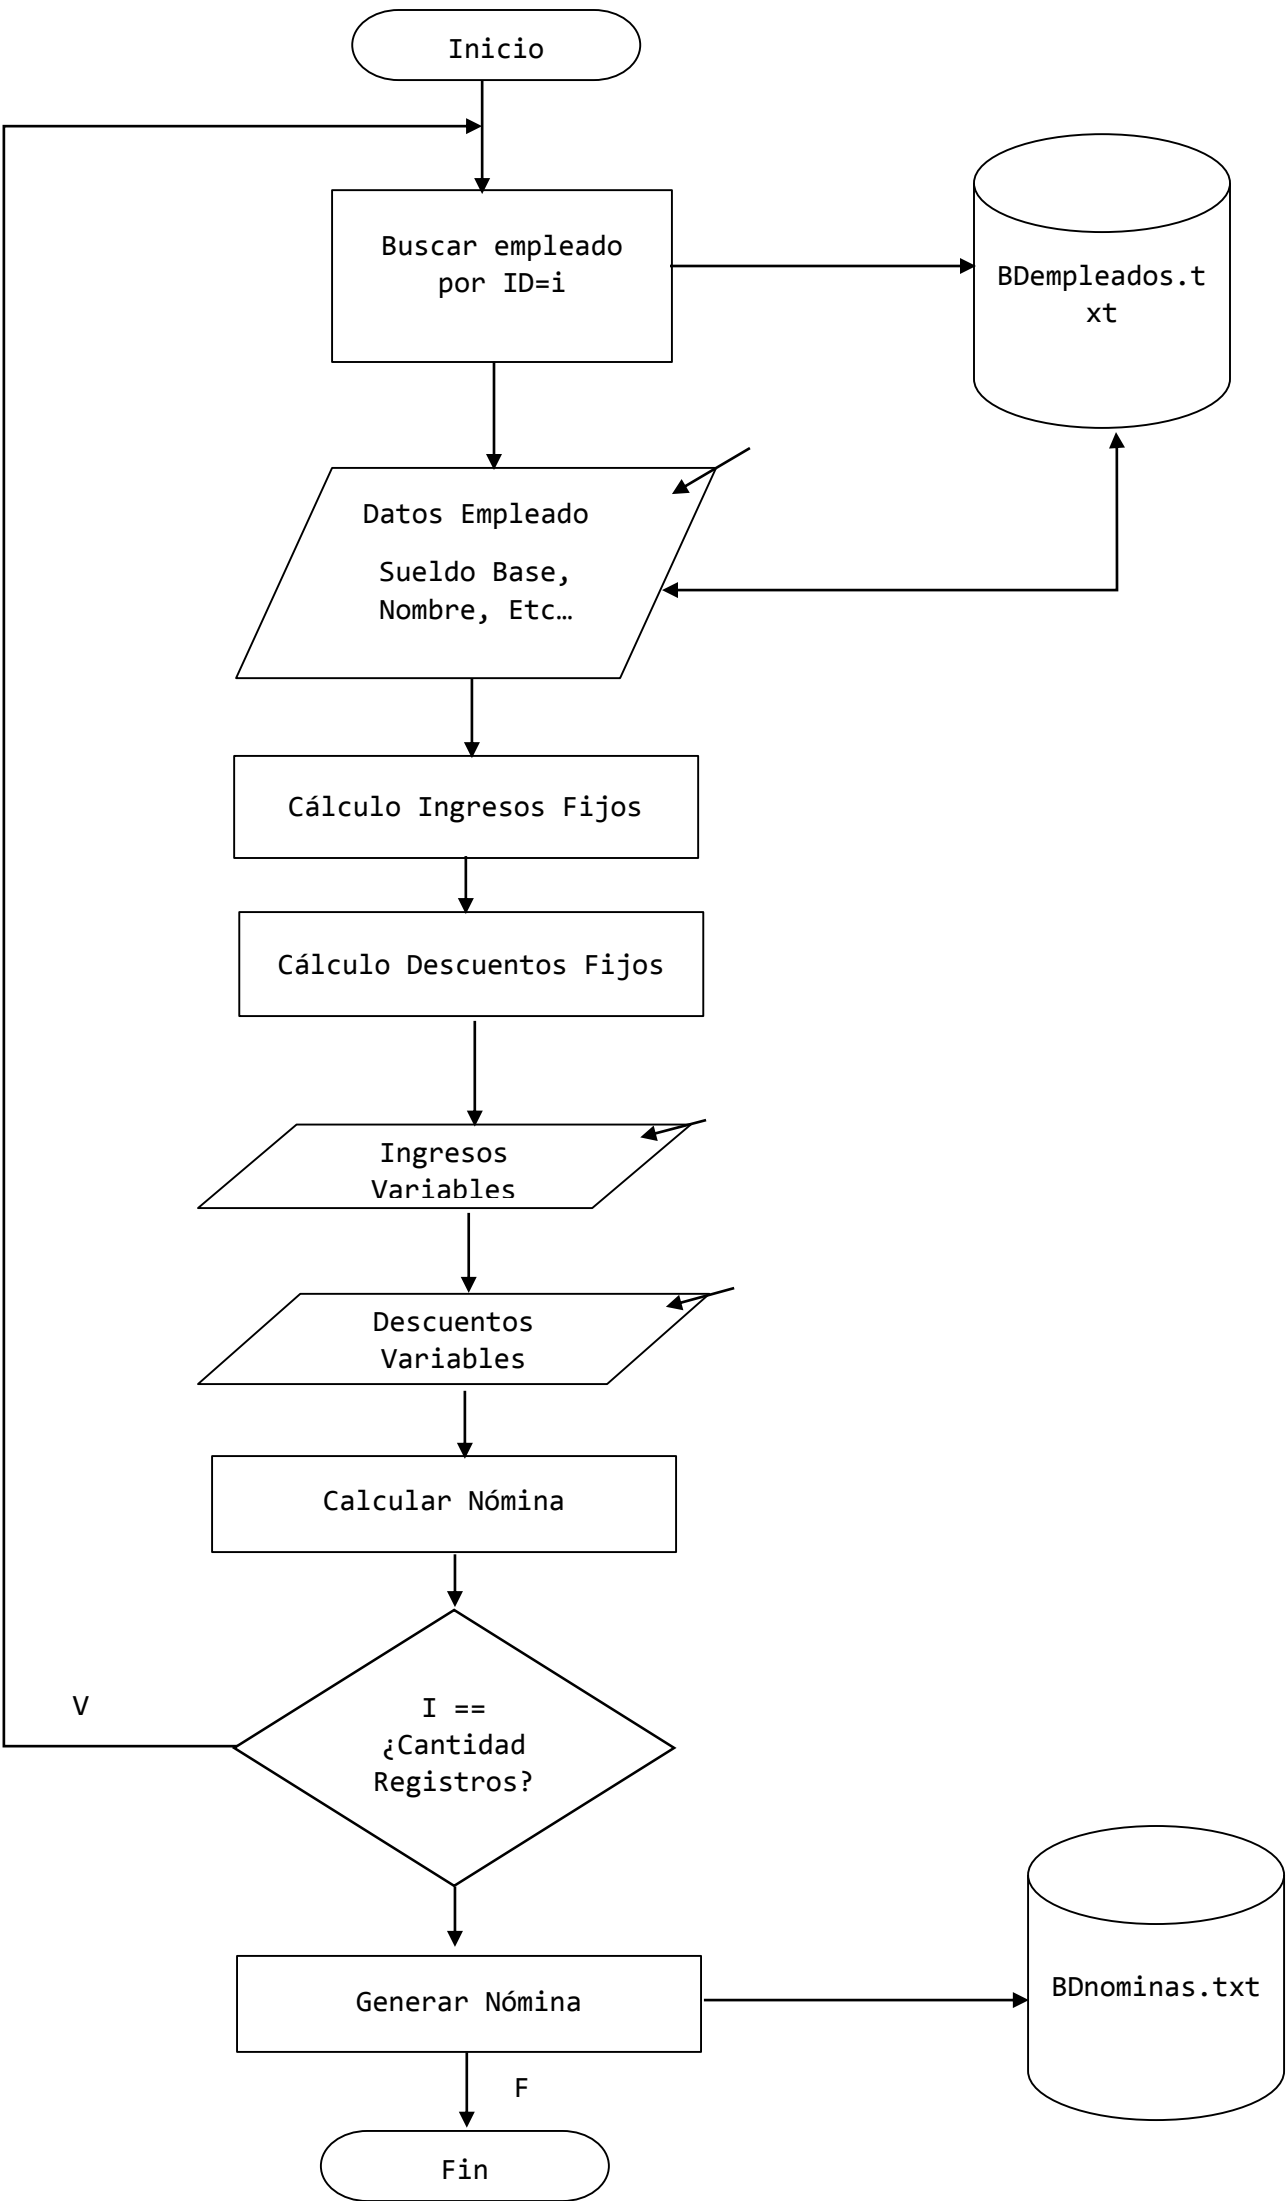 Inicio
Buscar empleado
por ID=i
BDempleados.t
xt
Datos Empleado
Sueldo Base,
Nombre, Etc…
Cálculo Ingresos Fijos
Cálculo Descuentos Fijos
Ingresos
Variables
Descuentos
Variables
Calcular Nómina
V
I ==
¿Cantidad
Registros?
Generar Nómina
BDnominas.txt
F
Fin